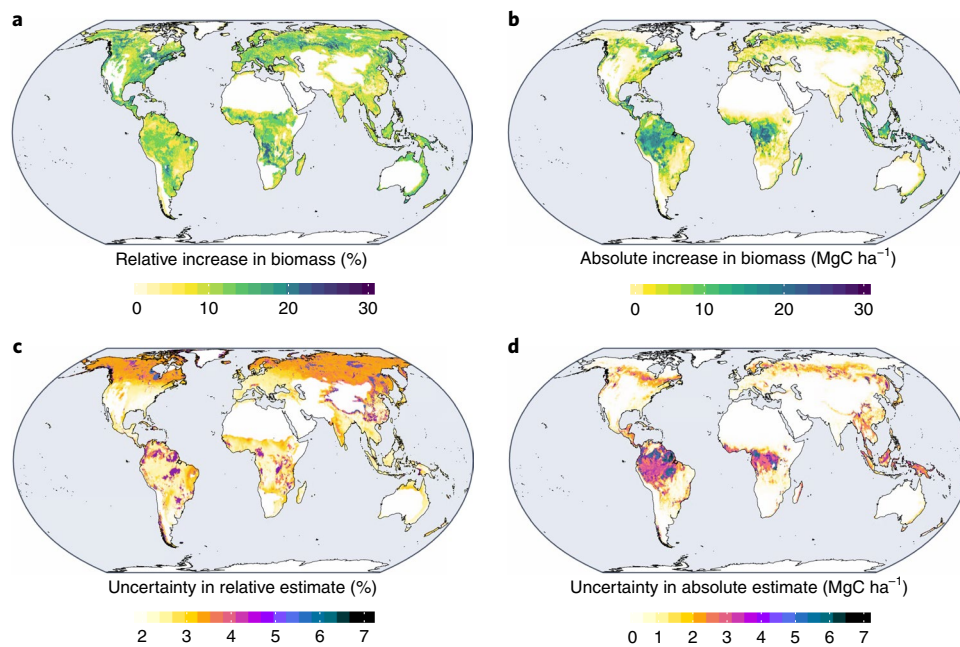 a
b
Relative increase in biomass (%)
Absolute increase in biomass (MgC ha⁻¹)
0 10 20 30
0 10 20 30
c
d
Uncertainty in relative estimate (%)
Uncertainty in absolute estimate (MgC ha⁻¹)
2 3 4 5 6 7
0 1 2 3 4 5 6 7